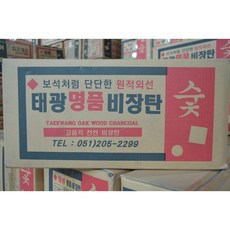 보석처럼 단단한 원적외선
태광명품비장탄
숯
TAEKWANG OAK WOOD CHARCOAL
고품격 천연 비장탄
TEL : 051)205-2299